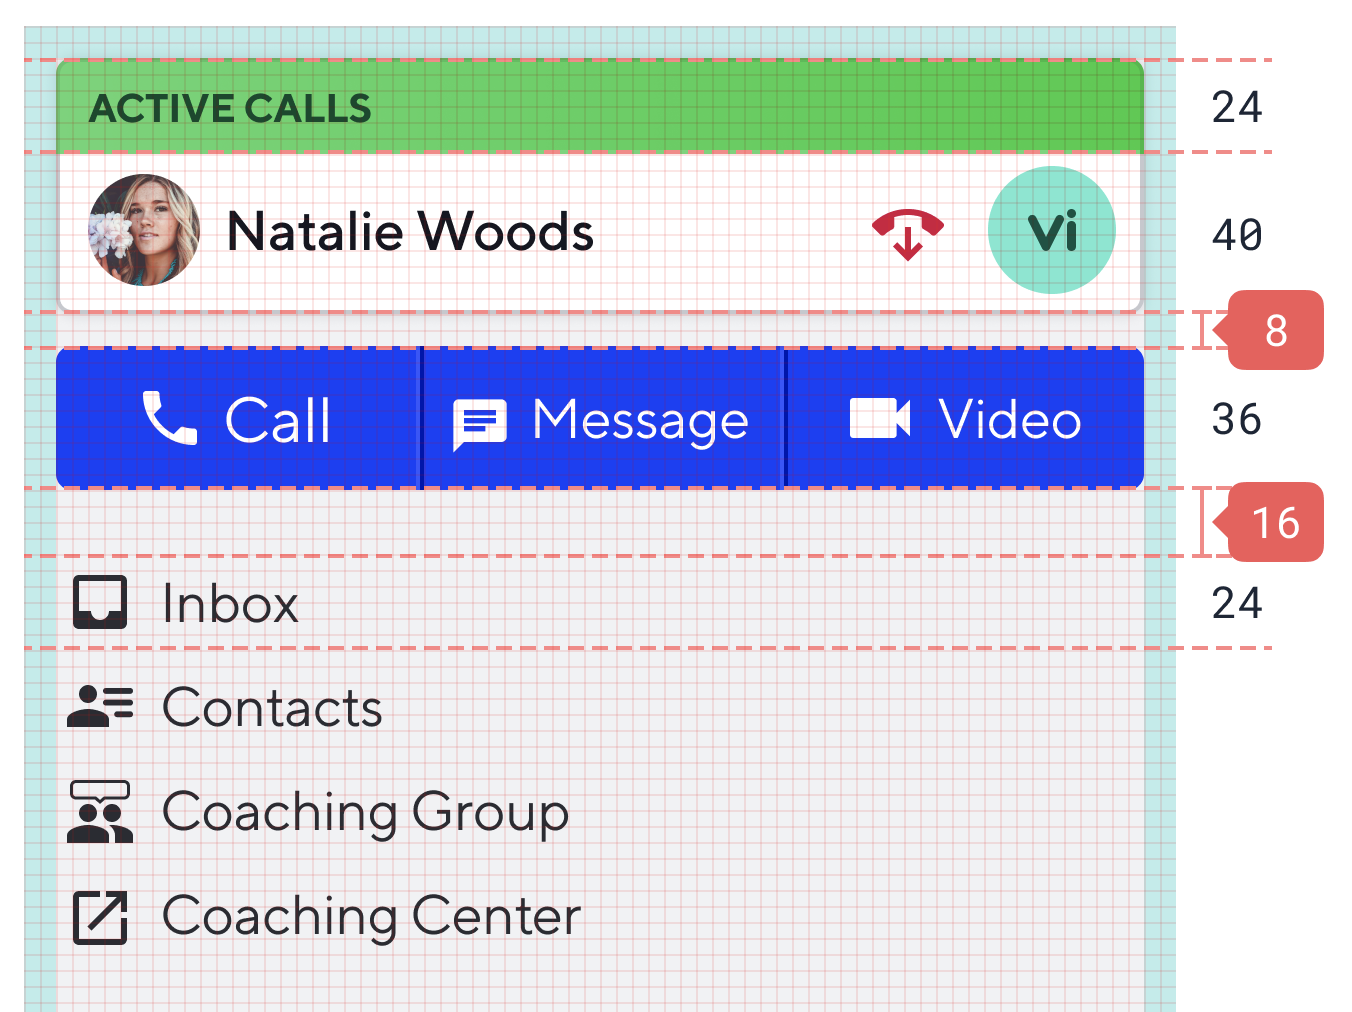 ACTIVE CALLS 24
Natalie Woods Vi 40
8
Call Message Video 36
16
Inbox 24
Contacts
Coaching Group
Coaching Center